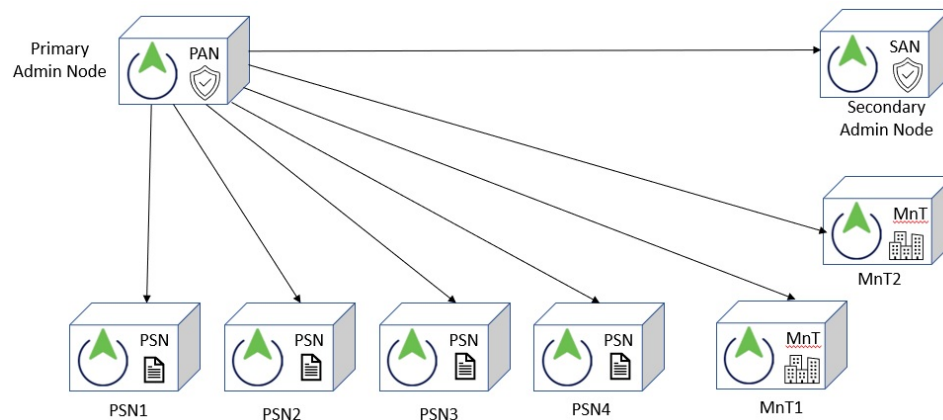 Primary
Admin Node
PAN
SAN
Secondary
Admin Node
MnT
MnT2
PSN
PSN
PSN
PSN
MnT
PSN1
PSN2
PSN3
PSN4
MnT1